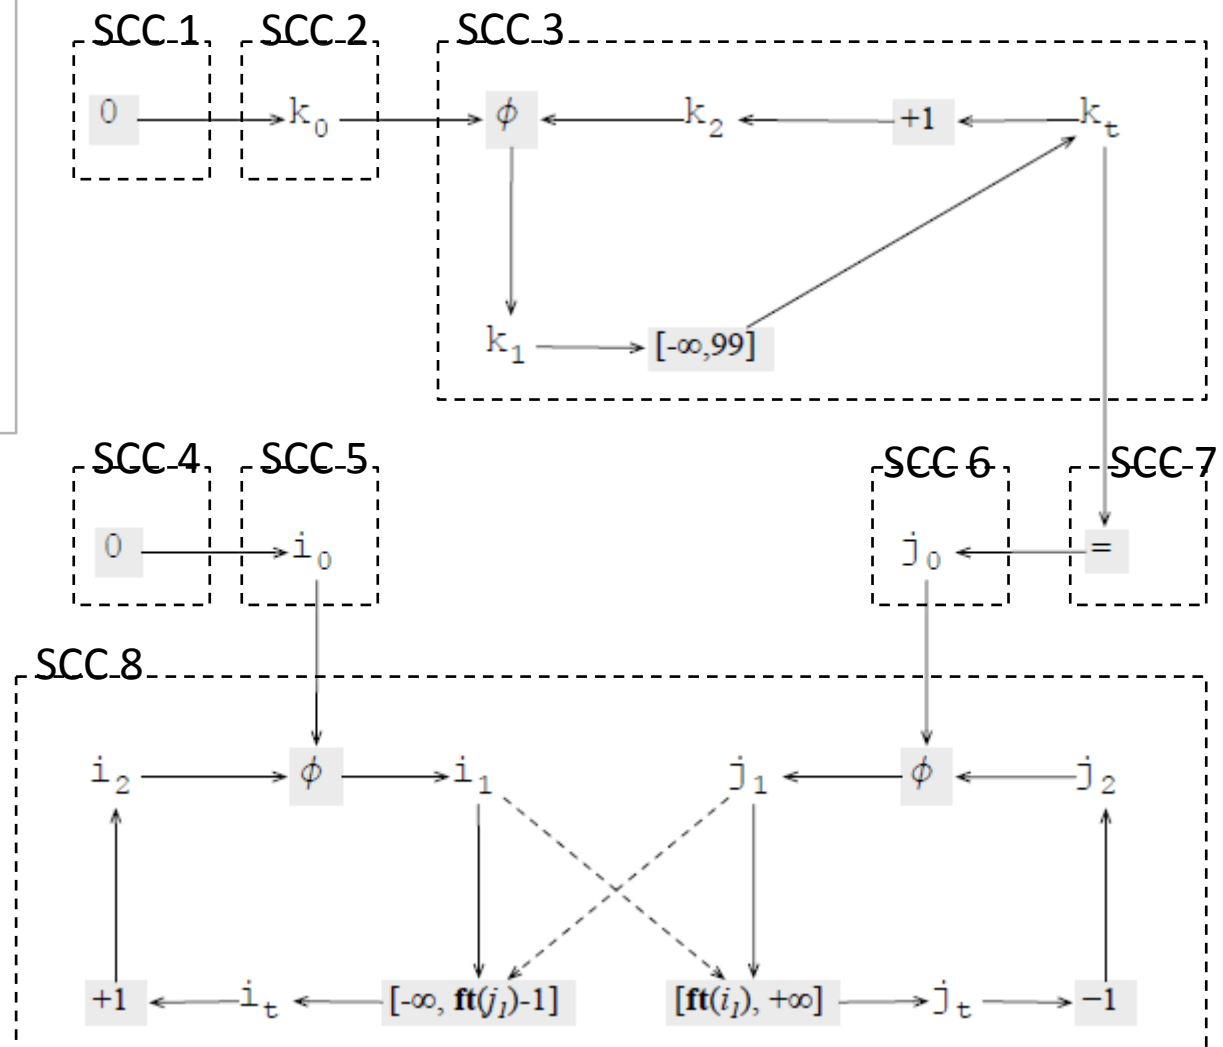 SCC 1 SCC 2 SCC 3
0 k0 ϕ k2 +1 kt
k1 [-∞,99]
SCC 4 SCC 5 SCC 6 SCC 7
0 i0 j0 =
SCC 8
i2 ϕ i1 j1 ϕ j2
+1 it [-∞, ft(j1)-1] [ft(i1), +∞] jt −1